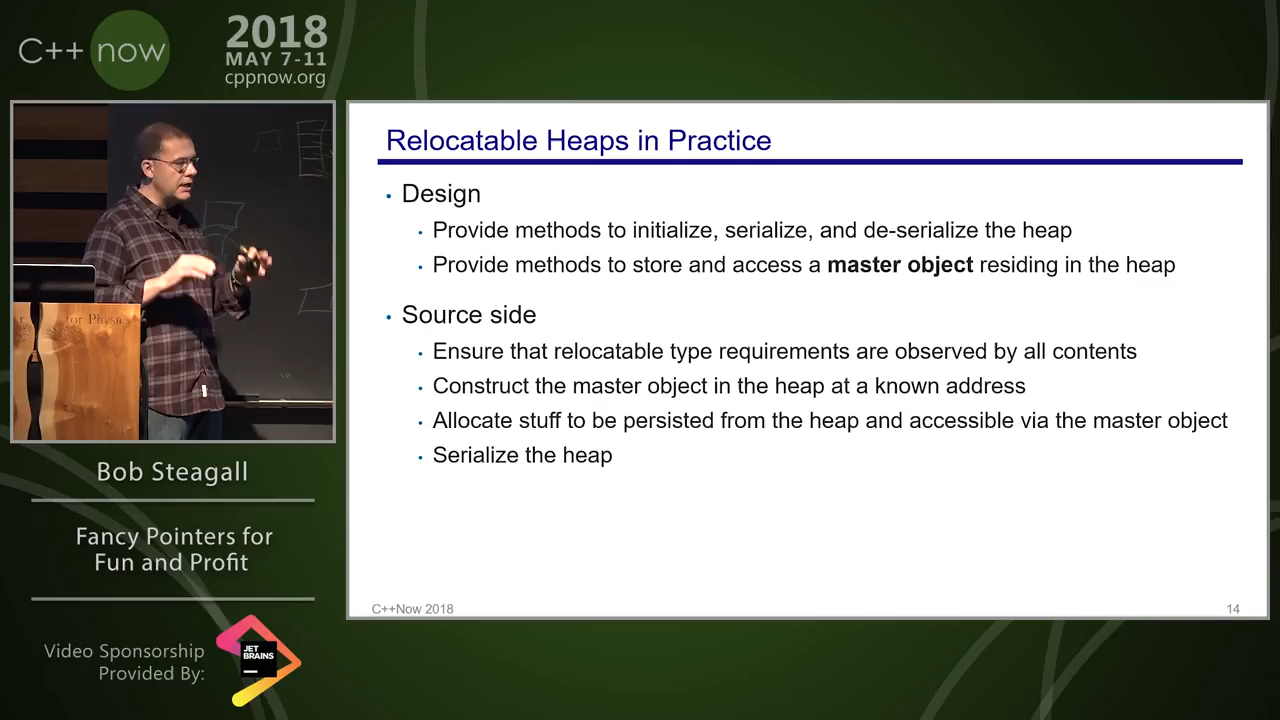 C++ now
2018
MAY 7-11
cppnow.org
Relocatable Heaps in Practice
• Design
• Provide methods to initialize, serialize, and de-serialize the heap
• Provide methods to store and access a master object residing in the heap
• Source side
• Ensure that relocatable type requirements are observed by all contents
• Construct the master object in the heap at a known address
• Allocate stuff to be persisted from the heap and accessible via the master object
• Serialize the heap
C++Now 2018
14
for Physics
Bob Steagall
Fancy Pointers for
Fun and Profit
Video Sponsorship
Provided By:
JET
BRAINS